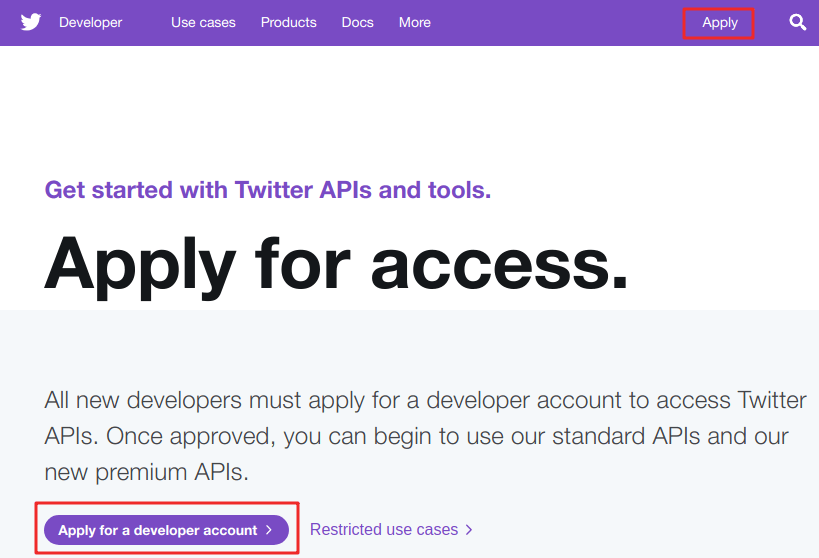 Developer Use cases Products Docs More Apply
Get started with Twitter APIs and tools.
Apply for access.
All new developers must apply for a developer account to access Twitter
APIs. Once approved, you can begin to use our standard APIs and our
new premium APIs.
Apply for a developer account > Restricted use cases >